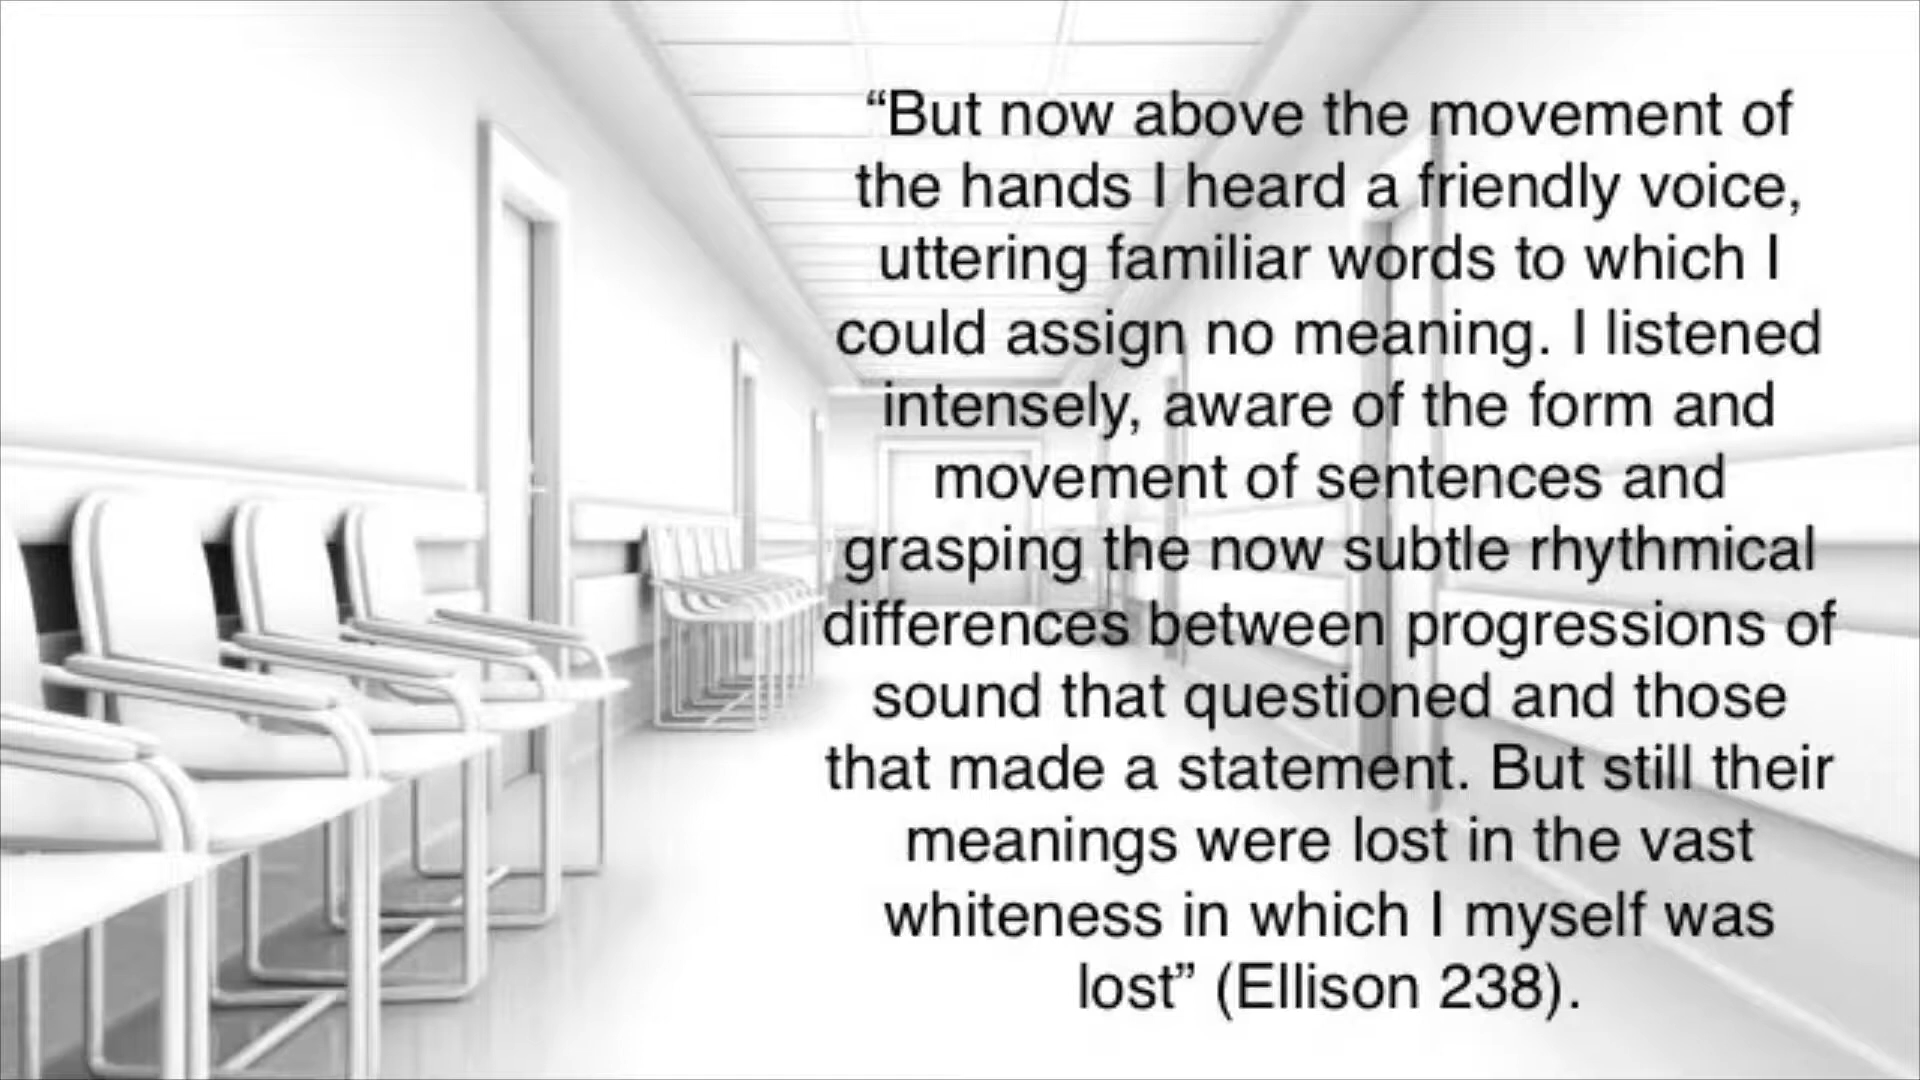 “But now above the movement of
the hands I heard a friendly voice,
uttering familiar words to which I
could assign no meaning. I listened
intensely, aware of the form and
movement of sentences and
grasping the now subtle rhythmical
differences between progressions of
sound that questioned and those
that made a statement. But still their
meanings were lost in the vast
whiteness in which I myself was
lost” (Ellison 238).